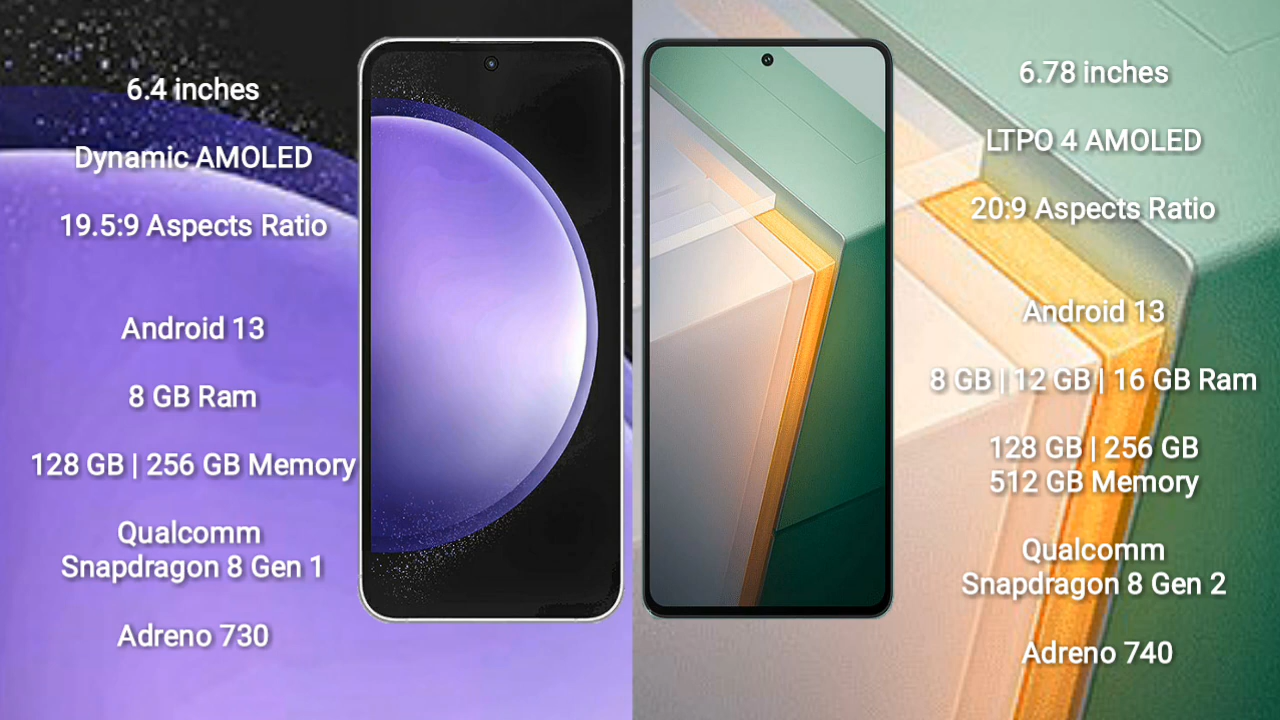 6.4 inches
Dynamic AMOLED
19.5:9 Aspects Ratio
Android 13
8 GB Ram
128 GB | 256 GB Memory
Qualcomm
Snapdragon 8 Gen 1
Adreno 730
6.78 inches
LTPO 4 AMOLED
20:9 Aspects Ratio
Android 13
8 GB | 12 GB | 16 GB Ram
128 GB | 256 GB
512 GB Memory
Qualcomm
Snapdragon 8 Gen 2
Adreno 740